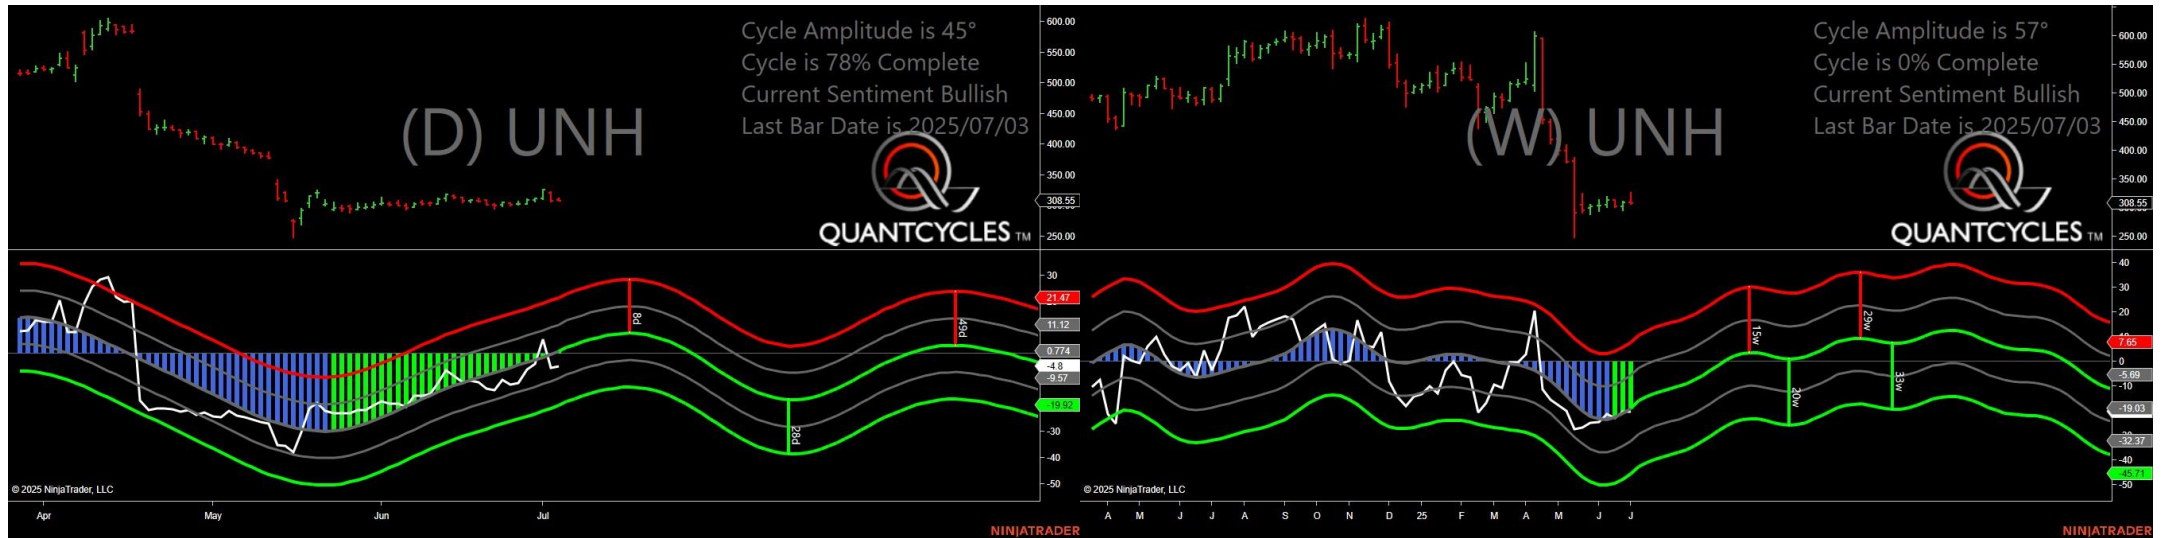 Cycle Amplitude is 45°
Cycle is 78% Complete
Current Sentiment Bullish
Last Bar Date is 2025/07/03
(D) UNH
QUANTCYCLES TM
600.00
550.00
500.00
450.00
400.00
350.00
308.55
250.00
8d
28d
49d
30
21.47
11.12
0.774
-4.8
-9.57
-19.92
-30
-40
-50
© 2025 NinjaTrader, LLC
Apr May Jun Jul
NINJATRADER
Cycle Amplitude is 57°
Cycle is 0% Complete
Current Sentiment Bullish
Last Bar Date is 2025/07/03
(W) UNH
QUANTCYCLES TM
600.00
550.00
500.00
450.00
400.00
350.00
308.55
250.00
15w
20w
29w
33w
40
30
20
7.65
0
-5.69
-10
-19.03
-32.37
-40
-45.71
-50
© 2025 NinjaTrader, LLC
A M J J A S O N D 25 F M A M J J
NINJATRADER